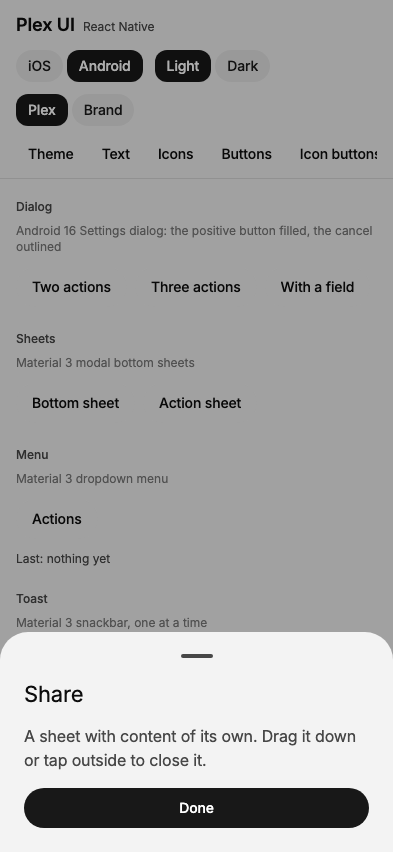 Plex UI React Native
iOS Android Light Dark
Plex Brand
Theme Text Icons Buttons Icon buttons
Dialog
Android 16 Settings dialog: the positive button filled, the cancel
outlined
Two actions Three actions With a field
Sheets
Material 3 modal bottom sheets
Bottom sheet Action sheet
Menu
Material 3 dropdown menu
Actions
Last: nothing yet
Toast
Material 3 snackbar, one at a time
Share
A sheet with content of its own. Drag it down
or tap outside to close it.
Done